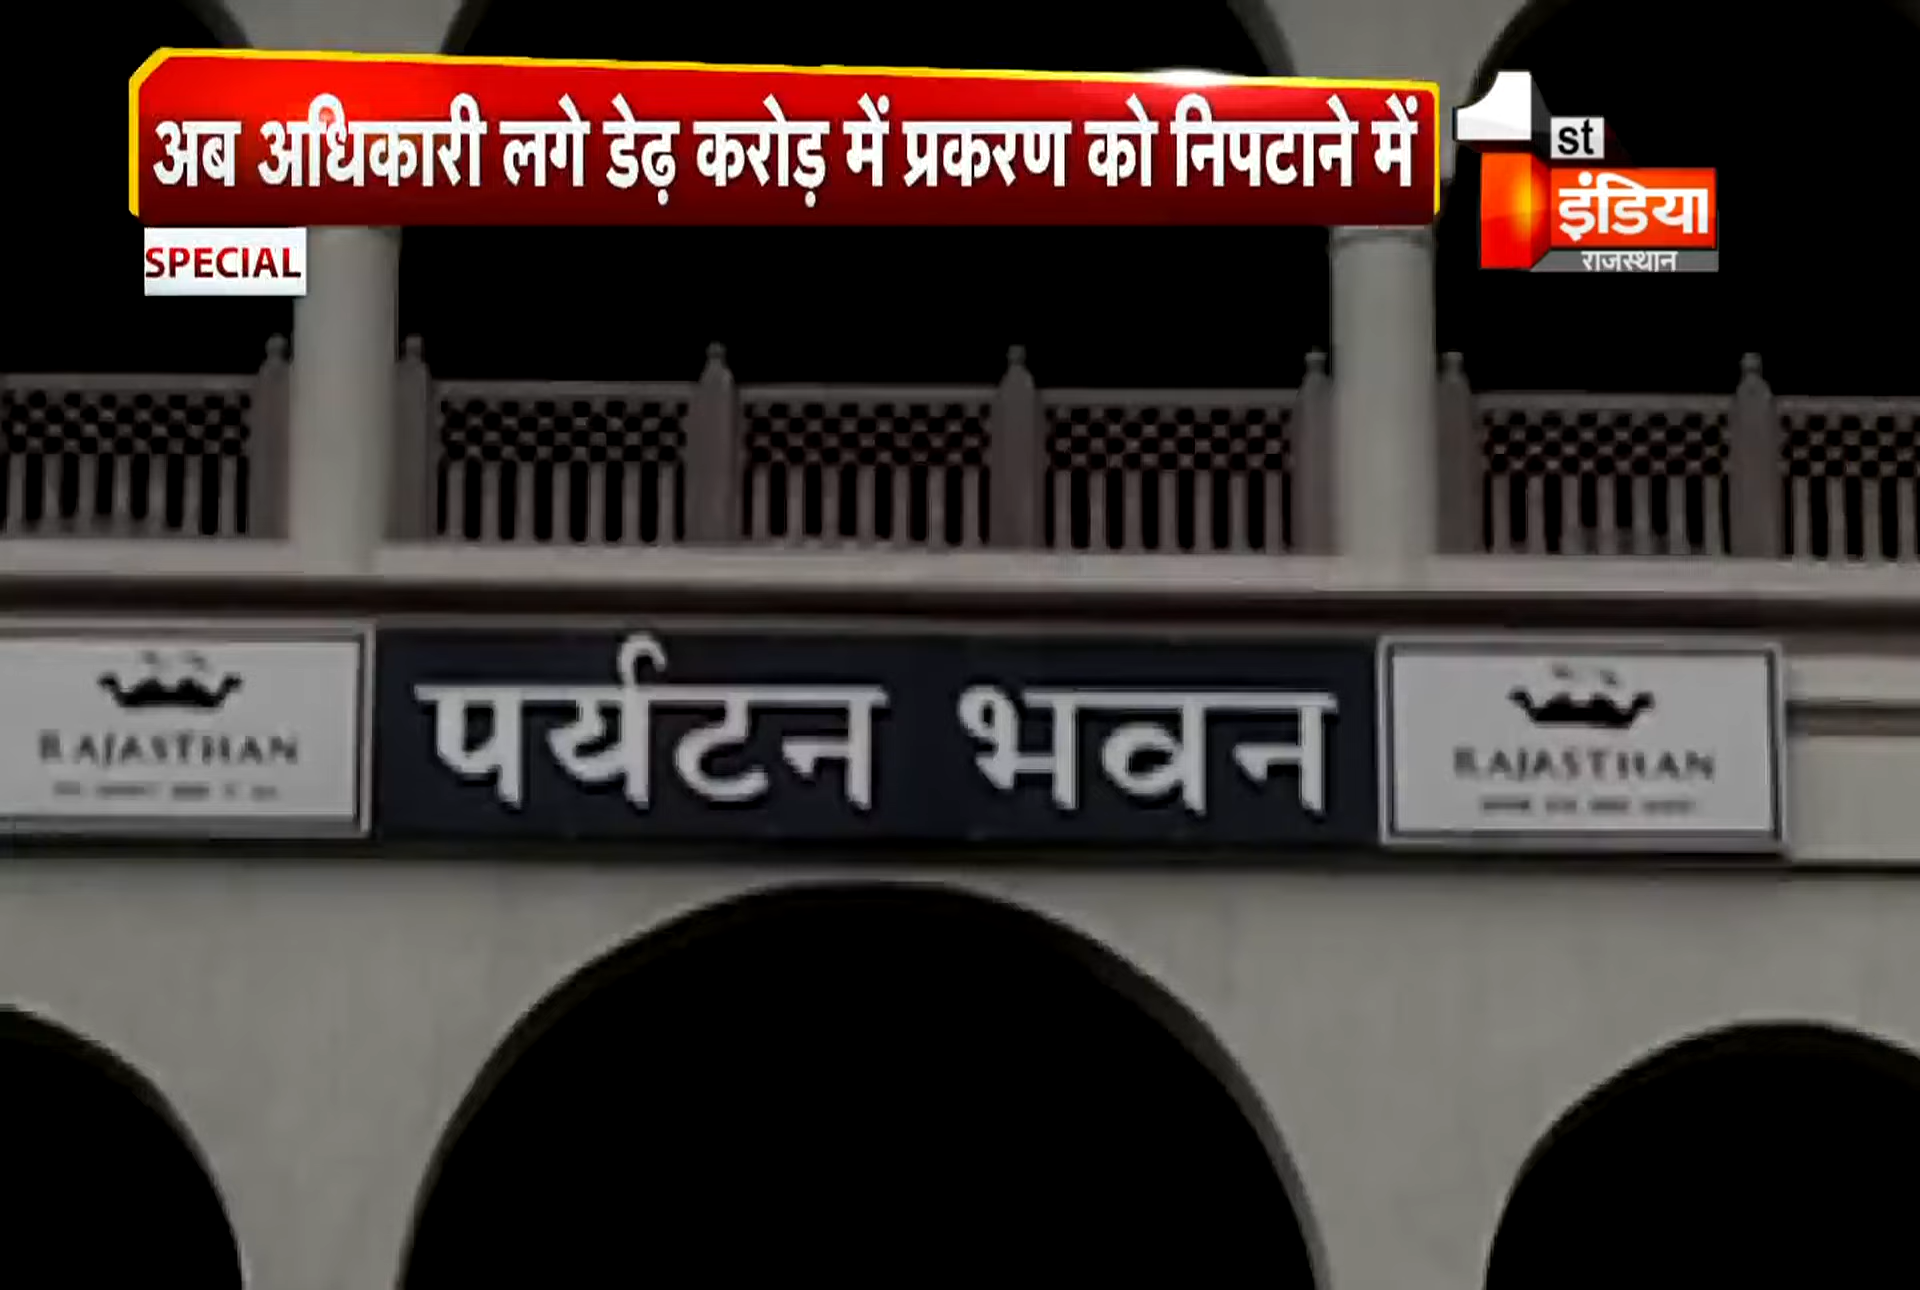 अब अधिकारी लगे डेढ़ करोड़ में प्रकरण को निपटाने में
SPECIAL
1st
इंडिया
राजस्थान
RAJASTHAN
पर्यटन भवन
RAJASTHAN